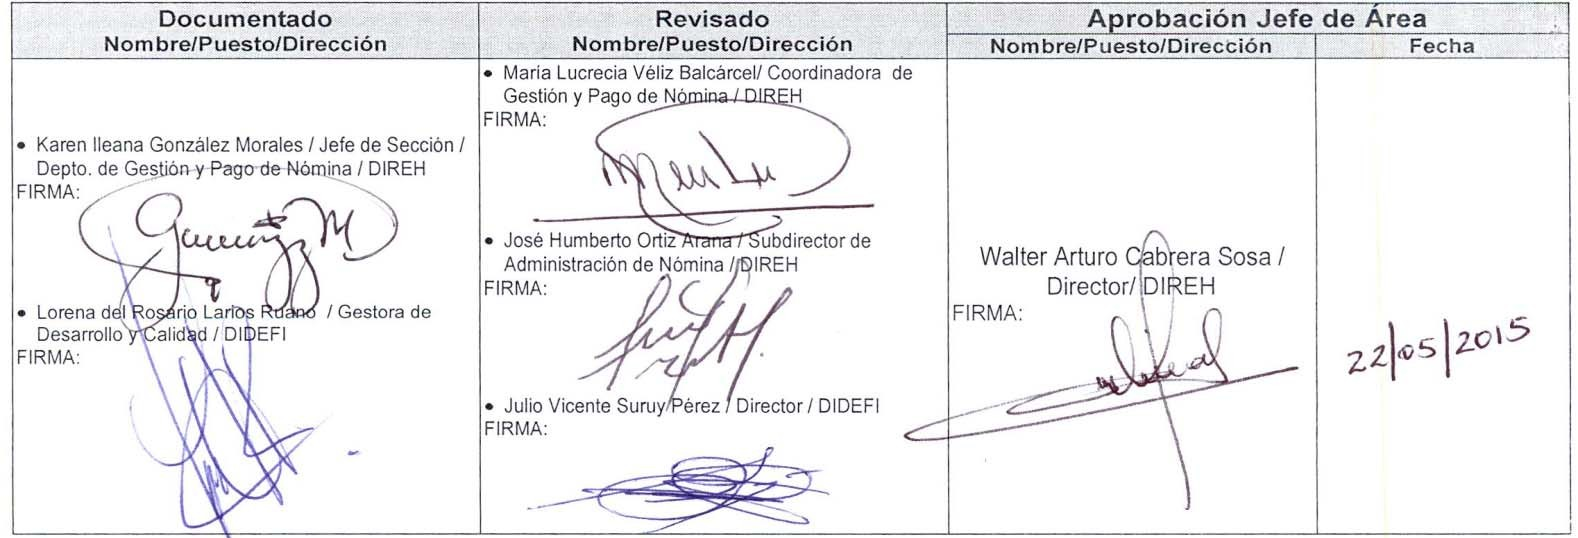 Documentado
Nombre/Puesto/Dirección
Revisado
Nombre/Puesto/Dirección
Aprobación Jefe de Área
Nombre/Puesto/Dirección
Fecha
• Karen Ileana González Morales / Jefe de Sección /
Depto. de Gestión y Pago de Nómina / DIREH
FIRMA:
• Lorena del Rosario Larios Ruano / Gestora de
Desarrollo y Calidad / DIDEFI
FIRMA:
• María Lucrecia Véliz Balcárcel/ Coordinadora de
Gestión y Pago de Nómina / DIREH
FIRMA:
• José Humberto Ortiz Arana / Subdirector de
Administración de Nómina / DIREH
FIRMA:
• Julio Vicente Suruy Pérez / Director / DIDEFI
FIRMA:
Walter Arturo Cabrera Sosa /
Director/ DIREH
FIRMA:
22/05/2015